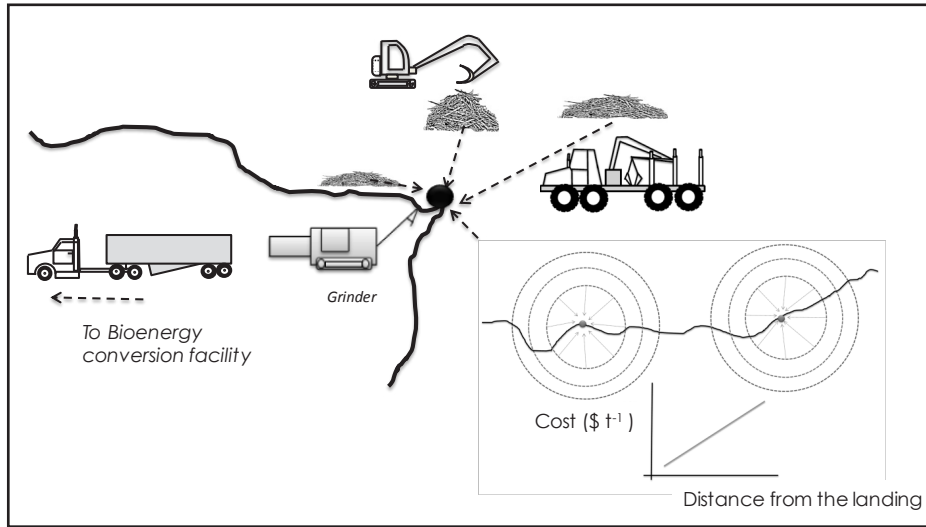 Grinder
To Bioenergy
conversion facility
Cost ($ t⁻¹ )
Distance from the landing